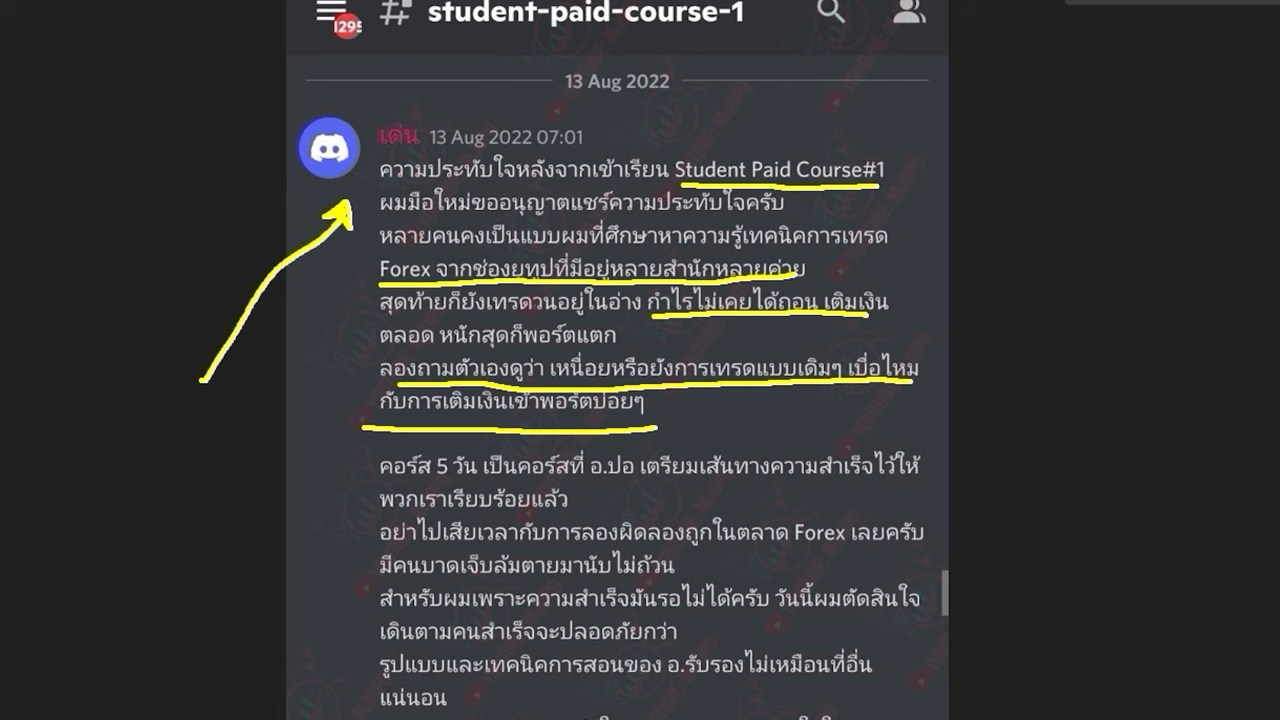 1295
# student-paid-course-1
13 Aug 2022
เด่น 13 Aug 2022 07:01
ความประทับใจหลังจากเข้าเรียน Student Paid Course#1
ผมมือใหม่ขออนุญาตแชร์ความประทับใจครับ
หลายคนคงเป็นแบบผมที่ศึกษาหาความรู้เทคนิคการเทรด
Forex จากช่องยูทูปที่มีอยู่หลายสำนักหลายค่าย
สุดท้ายก็ยังเทรดวนอยู่ในอ่าง กำไรไม่เคยได้ถอน เติมเงิน
ตลอด หนักสุดก็พอร์ตแตก
ลองถามตัวเองดูว่า เหนื่อยหรือยังการเทรดแบบเดิมๆ เบื่อไหม
กับการเติมเงินเข้าพอร์ตบ่อยๆ
คอร์ส 5 วัน เป็นคอร์สที่ อ.ปอ เตรียมเส้นทางความสำเร็จไว้ให้
พวกเราเรียบร้อยแล้ว
อย่าไปเสียเวลากับการลองผิดลองถูกในตลาด Forex เลยครับ
มีคนบาดเจ็บล้มตายมานับไม่ถ้วน
สำหรับผมเพราะความสำเร็จมันรอไม่ได้ครับ วันนี้ผมตัดสินใจ
เดินตามคนสำเร็จจะปลอดภัยกว่า
รูปแบบและเทคนิคการสอนของ อ.รับรองไม่เหมือนที่อื่น
แน่นอน